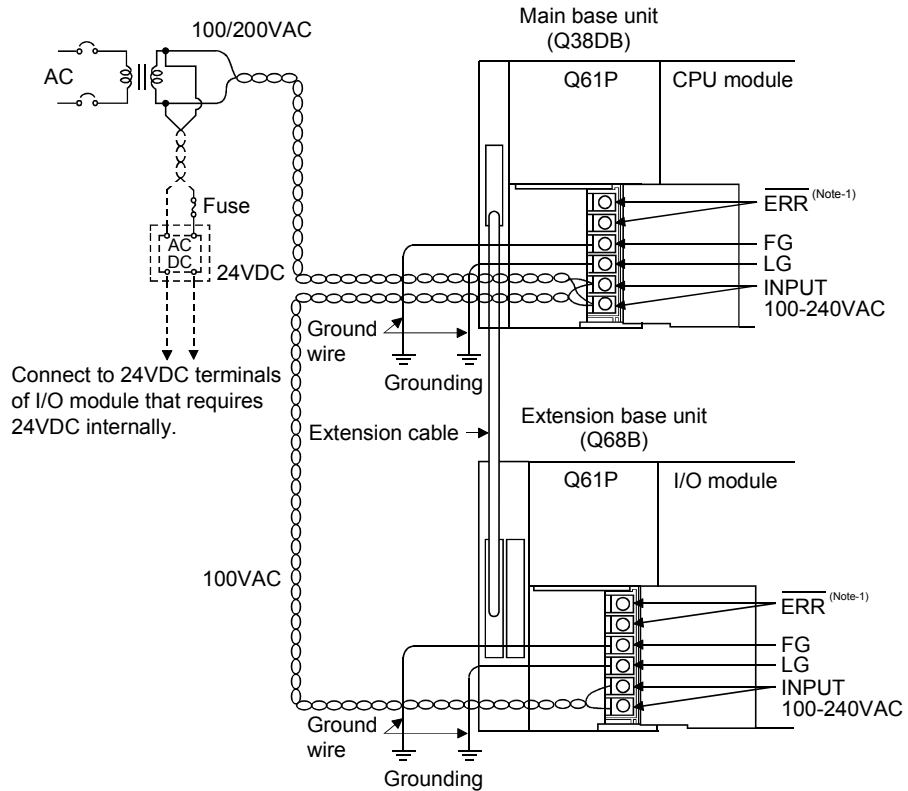 100/200VAC
Main base unit
(Q38DB)
AC
Q61P
CPU module
ERR (Note-1)
Fuse
AC
DC
24VDC
FG
LG
INPUT
100-240VAC
Ground
wire
Grounding
Connect to 24VDC terminals
of I/O module that requires
24VDC internally.
Extension cable
Extension base unit
(Q68B)
Q61P
I/O module
100VAC
ERR (Note-1)
FG
LG
INPUT
100-240VAC
Ground
wire
Grounding